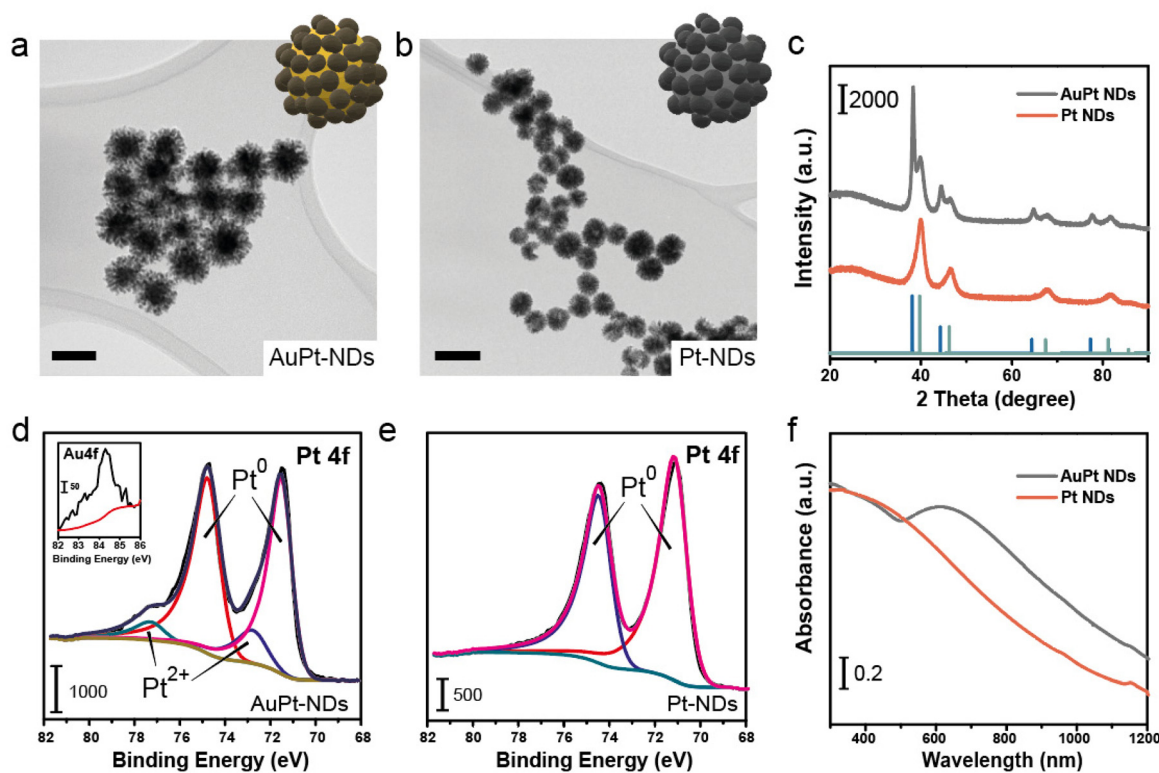 a
AuPt-NDs
b
Pt-NDs
c
2000
AuPt NDs
Pt NDs
Intensity (a.u.)
20 40 60 80
2 Theta (degree)
d
Pt 4f
Au4f
50
82 83 84 85 86
Binding Energy (eV)
Pt⁰
Pt²⁺
1000
AuPt-NDs
82 80 78 76 74 72 70 68
Binding Energy (eV)
e
Pt 4f
Pt⁰
500
Pt-NDs
82 80 78 76 74 72 70 68
Binding Energy (eV)
f
AuPt NDs
Pt NDs
Absorbance (a.u.)
0.2
400 600 800 1000 1200
Wavelength (nm)